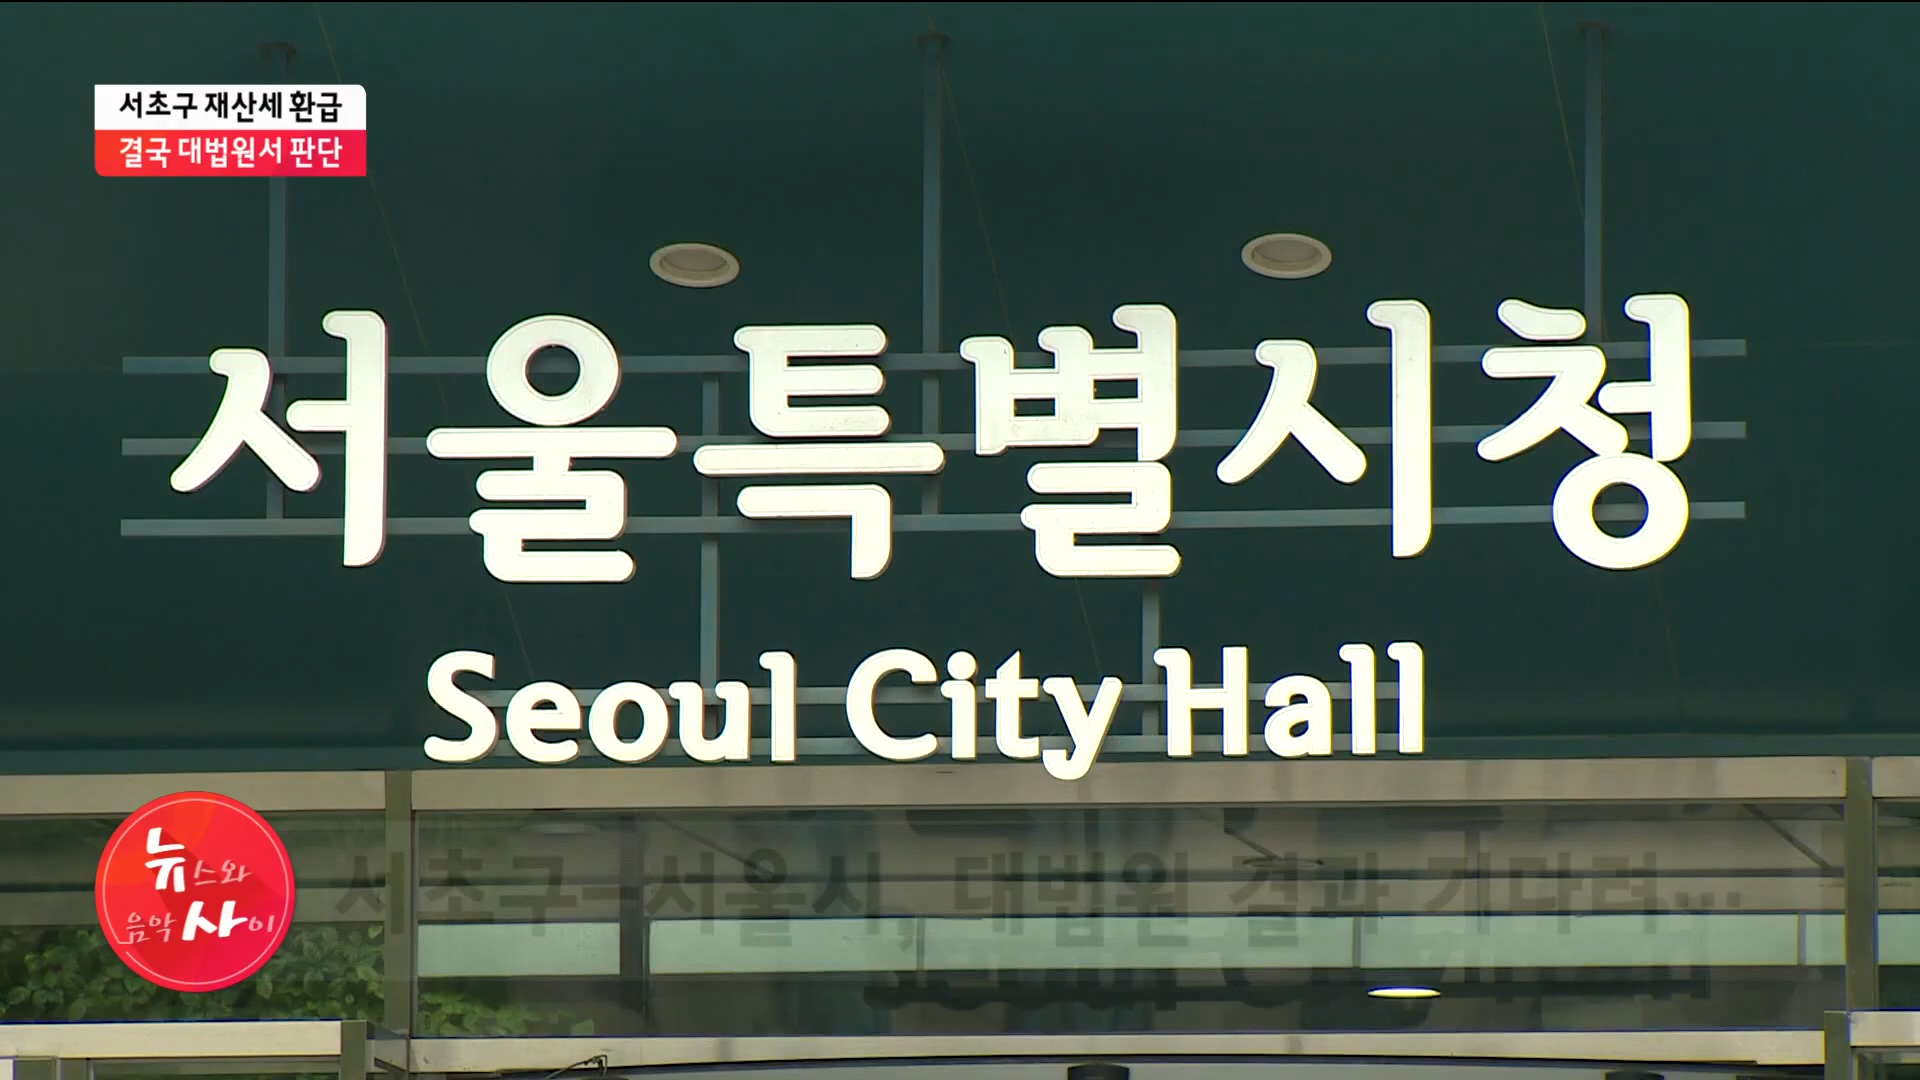 서초구 재산세 환급
결국 대법원서 판단
서울특별시청
Seoul City Hall
뉴스와
음악 사이
서초구-서울시, 대법원 결과 기다려…